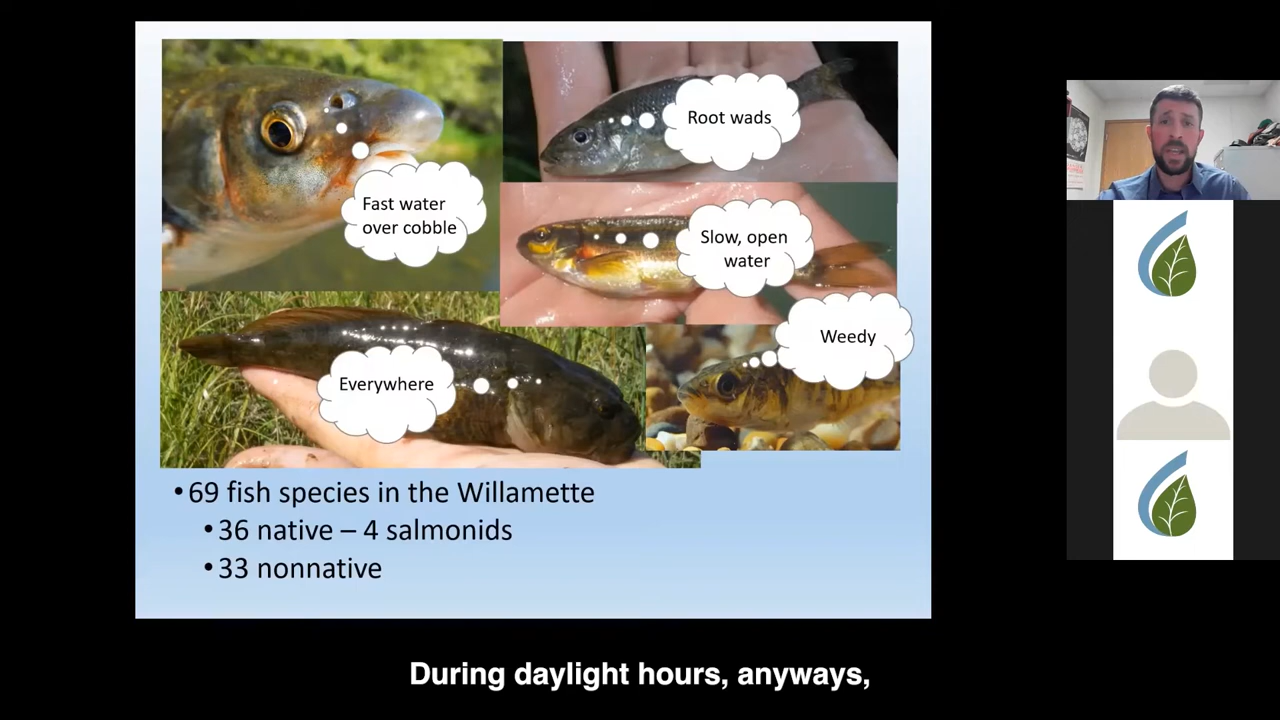 Root wads
Fast water
over cobble
Slow, open
water
Weedy
Everywhere
•69 fish species in the Willamette
•36 native – 4 salmonids
•33 nonnative
During daylight hours, anyways,